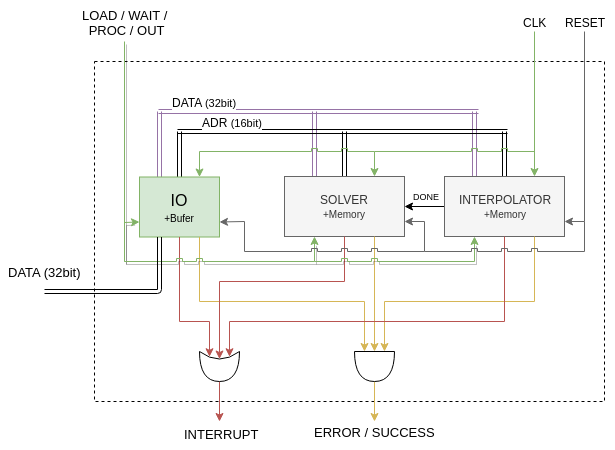 LOAD / WAIT /
PROC / OUT
CLK
RESET
DATA (32bit)
ADR (16bit)
IO
+Bufer
SOLVER
+Memory
DONE
INTERPOLATOR
+Memory
DATA (32bit)
INTERRUPT
ERROR / SUCCESS